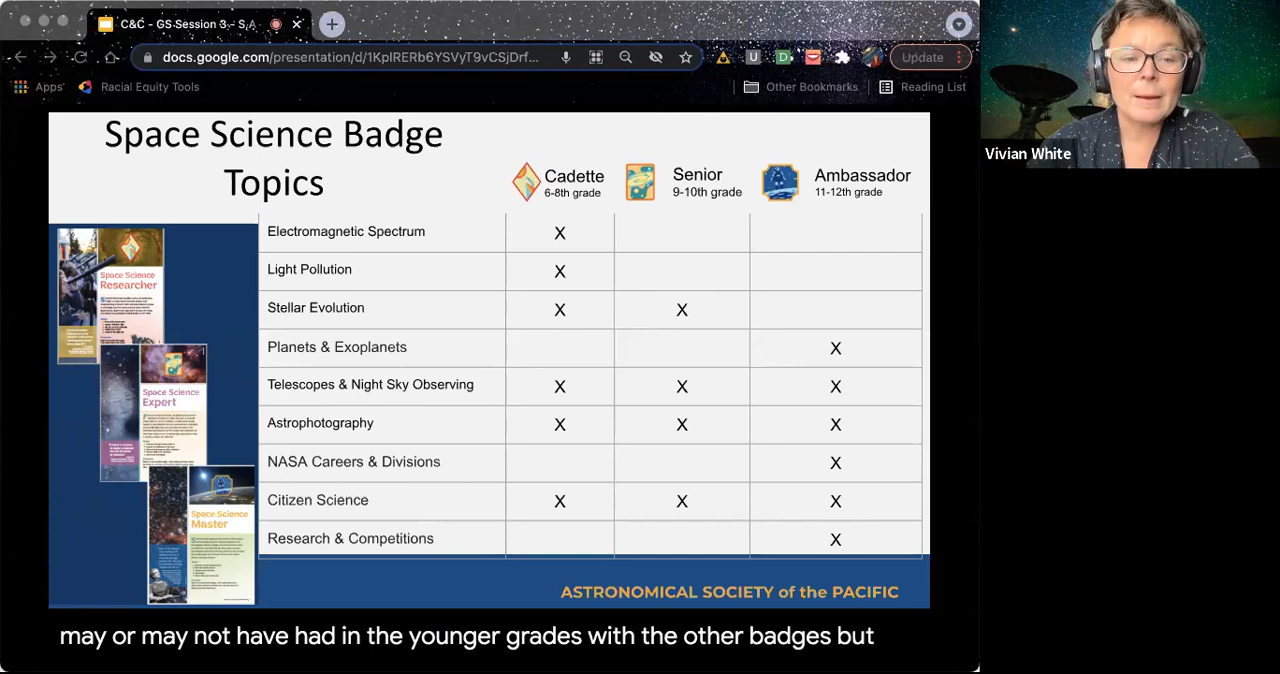 C&C - GS Session 3 - S,A
docs.google.com/presentation/d/1KplRERb6YSVyT9vCSjDrf...
Update
Apps
Racial Equity Tools
Other Bookmarks
Reading List
Vivian White
Space Science Badge
Topics
Cadette
6-8th grade
Senior
9-10th grade
Ambassador
11-12th grade
Electromagnetic Spectrum X
Light Pollution X
Stellar Evolution X X
Planets & Exoplanets X
Telescopes & Night Sky Observing X X X
Astrophotography X X X
NASA Careers & Divisions X
Citizen Science X X X
Research & Competitions X
Space Science
Researcher
Space Science
Expert
Space Science
Master
ASTRONOMICAL SOCIETY of the PACIFIC
may or may not have had in the younger grades with the other badges but